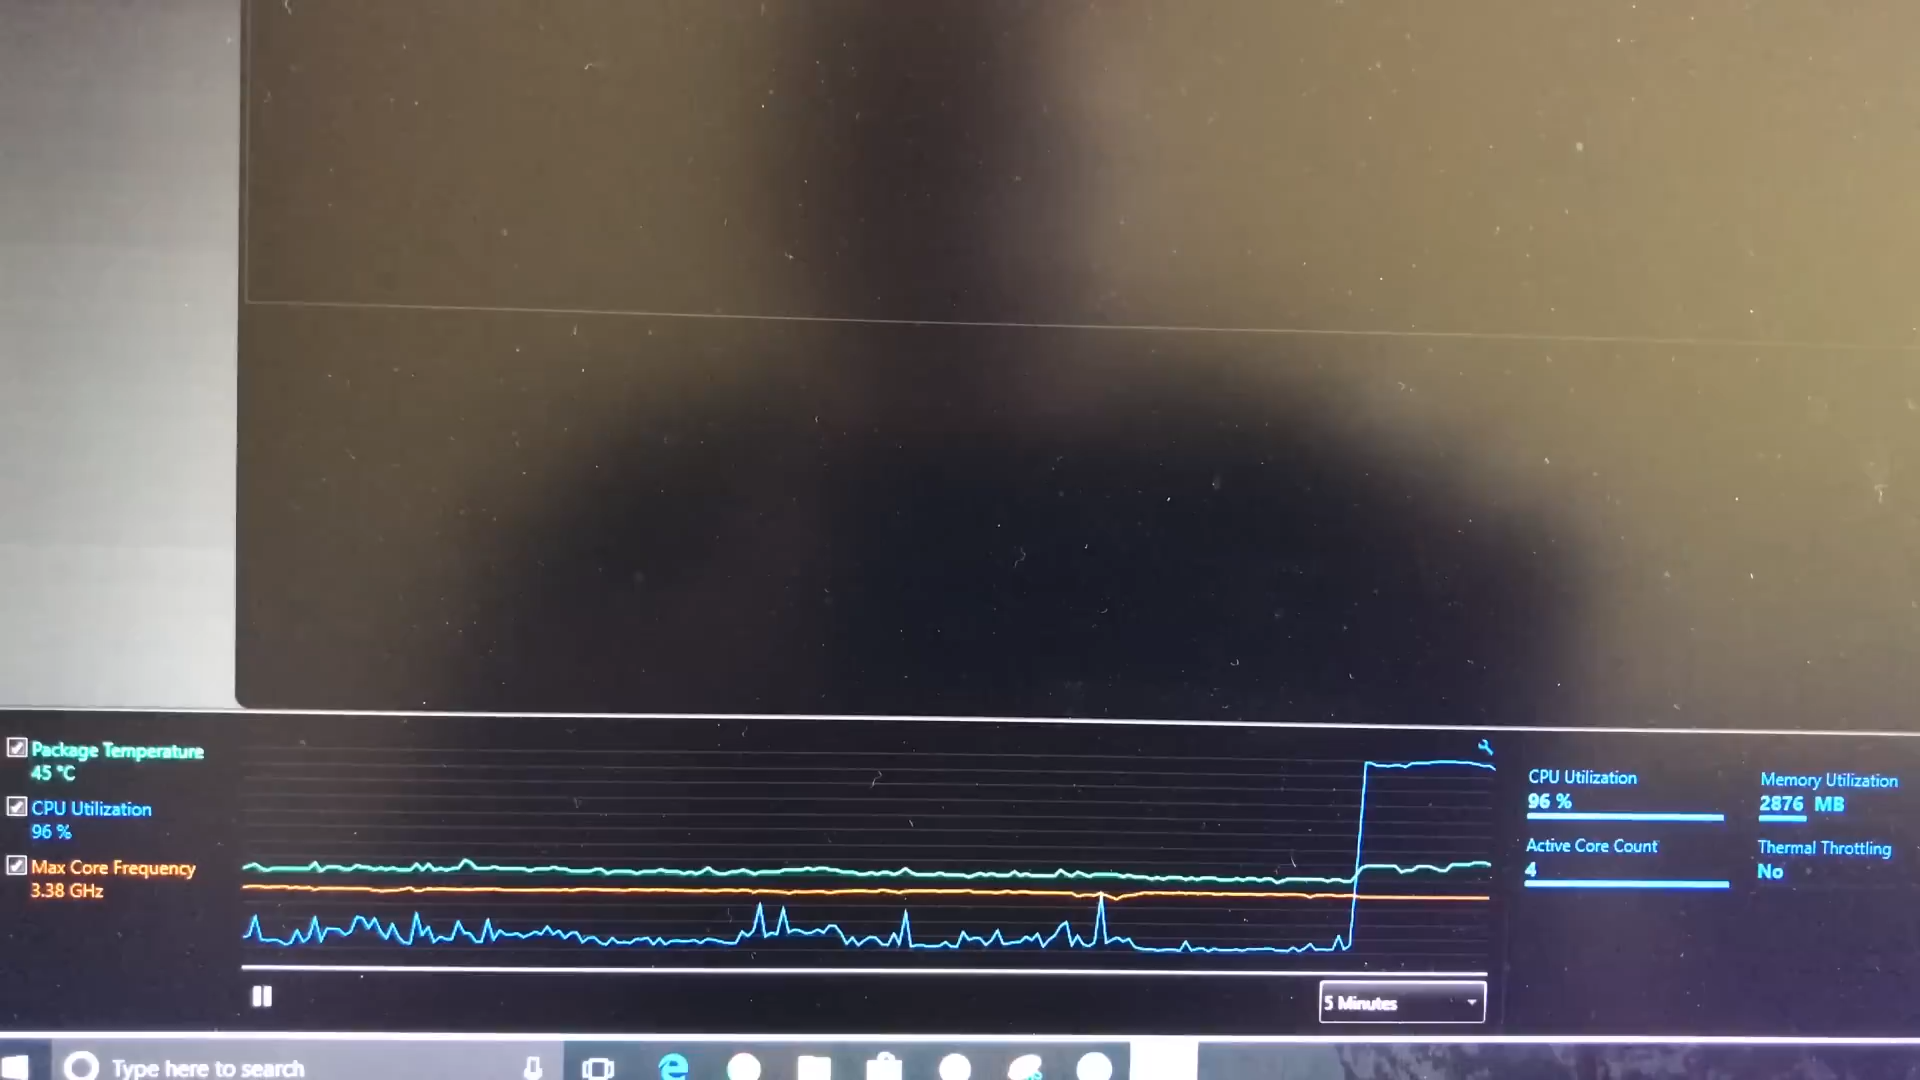 Package Temperature
45 °C
CPU Utilization
96 %
Max Core Frequency
3.38 GHz
CPU Utilization
96 %
Memory Utilization
2876 MB
Active Core Count
4
Thermal Throttling
No
5 Minutes
Type here to search